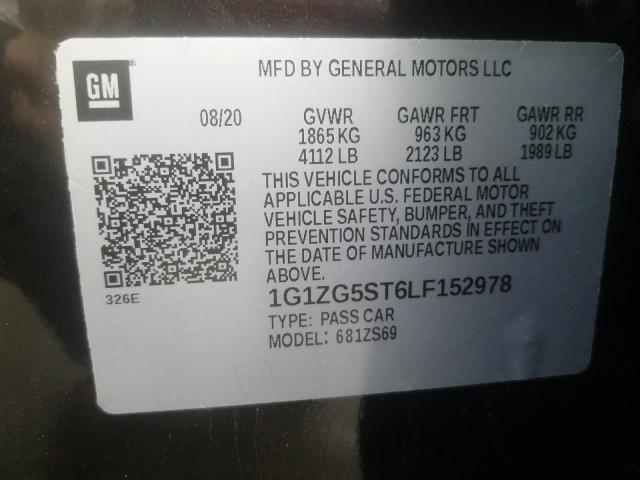 GM
MFD BY GENERAL MOTORS LLC
08/20 GVWR GAWR FRT GAWR RR
1865 KG 963 KG 902 KG
4112 LB 2123 LB 1989 LB
THIS VEHICLE CONFORMS TO ALL
APPLICABLE U.S. FEDERAL MOTOR
VEHICLE SAFETY, BUMPER, AND THEFT
PREVENTION STANDARDS IN EFFECT ON
THE DATE OF MANUFACTURE SHOWN
ABOVE.
1G1ZG5ST6LF152978
326E
TYPE: PASS CAR
MODEL: 681ZS69